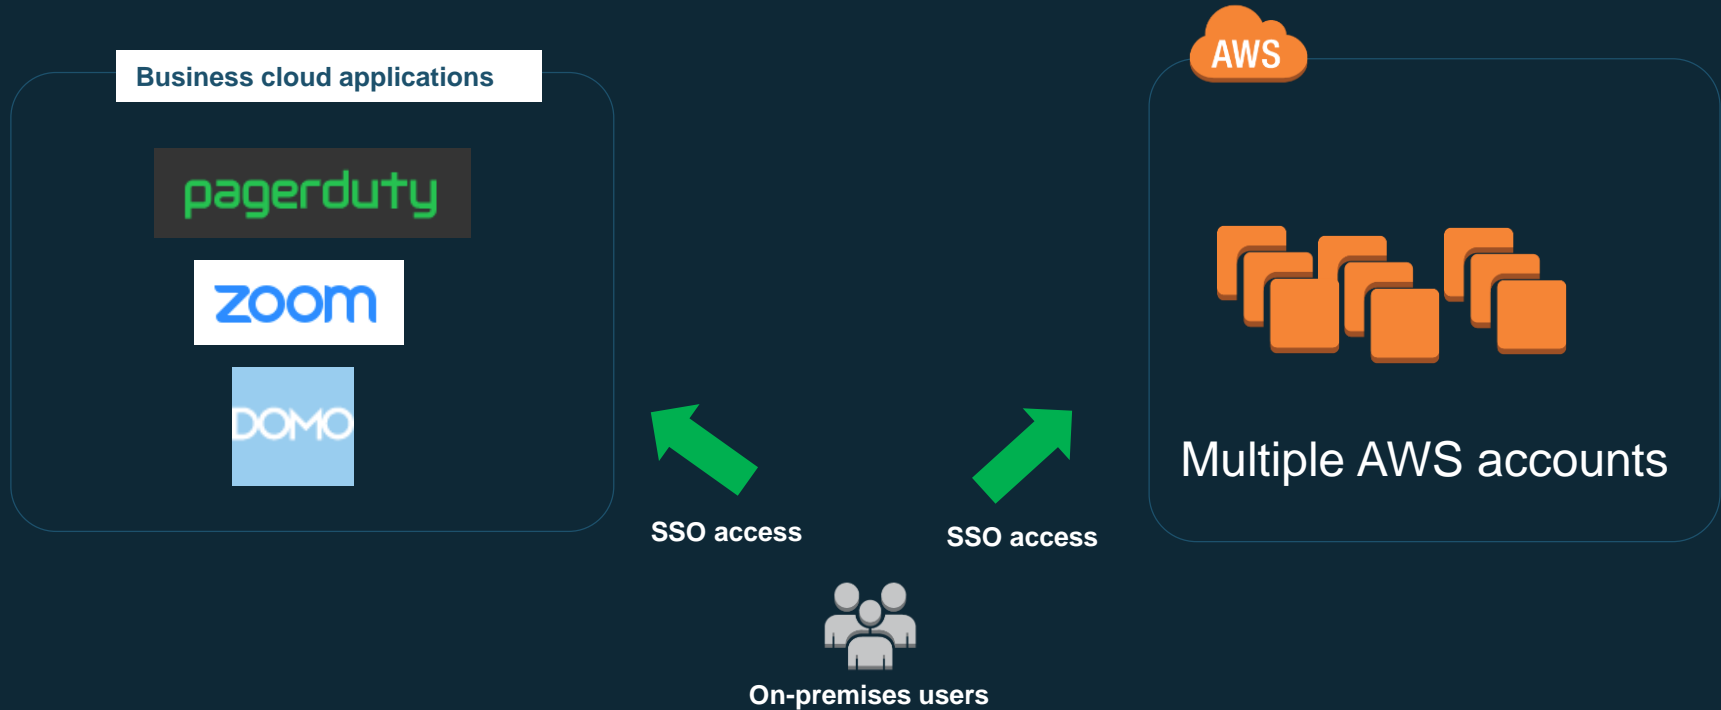 AWS
Business cloud applications
pagerduty
zoom
DOMO
Multiple AWS accounts
SSO access
SSO access
On-premises users